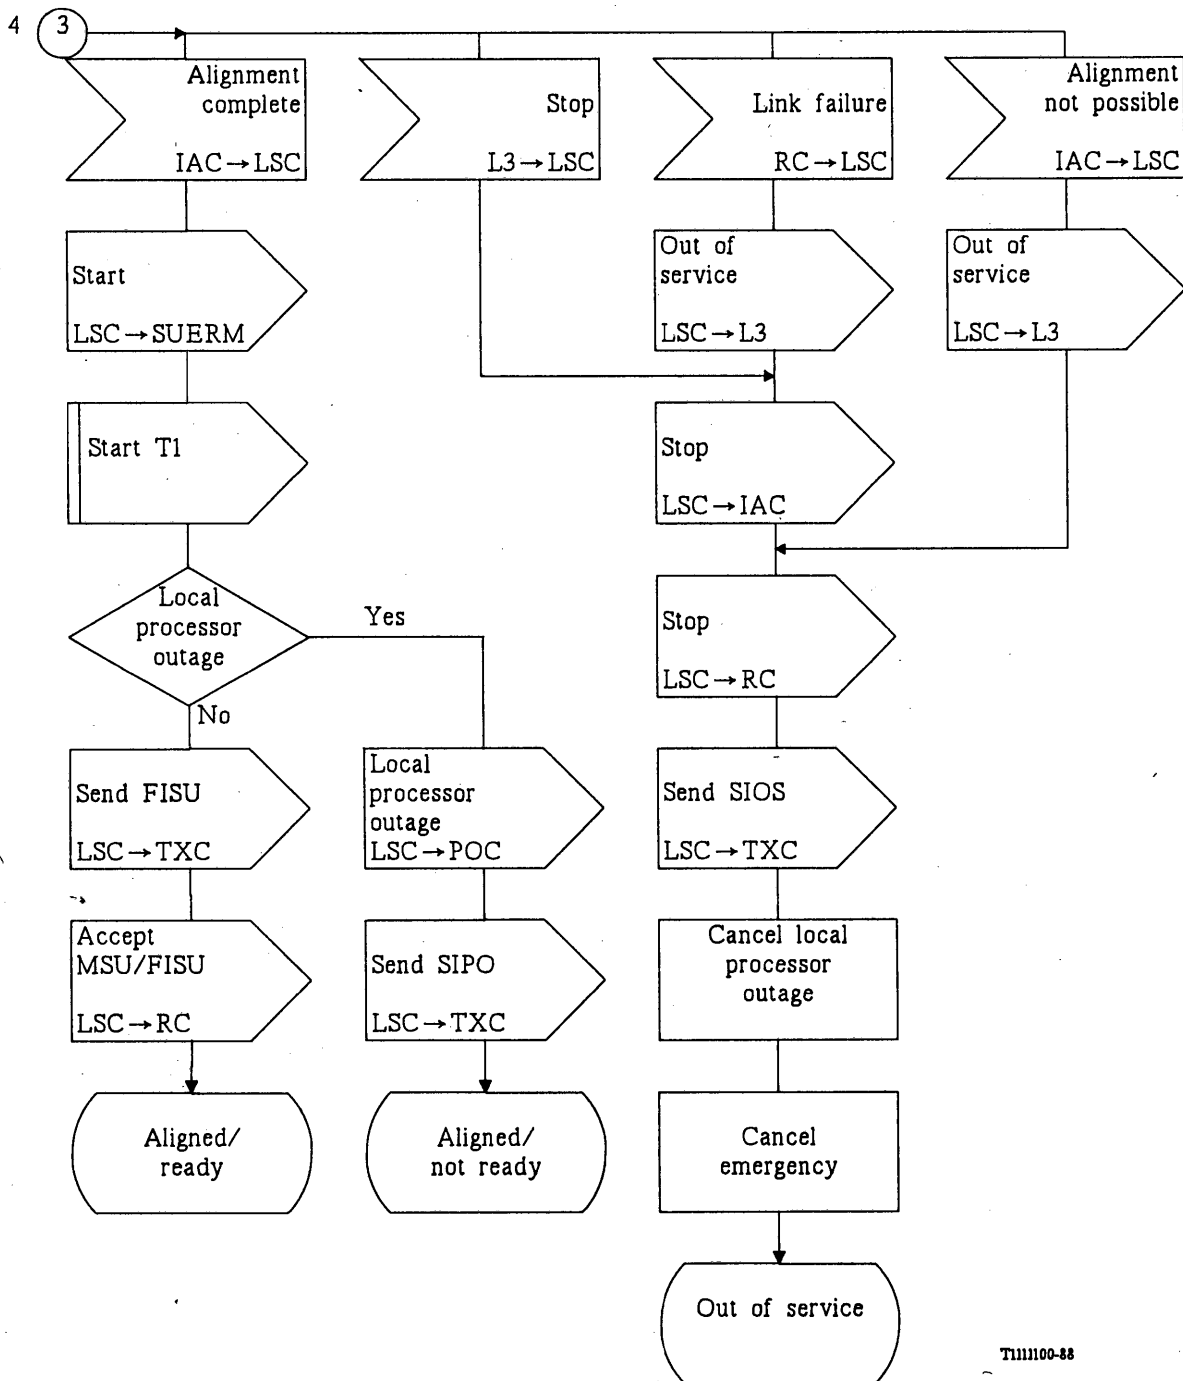 4
3
Alignment
complete
IAC→LSC
Stop
L3→LSC
Link failure
RC→LSC
Alignment
not possible
IAC→LSC
Start
LSC→SUERM
Out of
service
LSC→L3
Out of
service
LSC→L3
Start T1
Stop
LSC→IAC
Local
processor
outage
Yes
No
Stop
LSC→RC
Send FISU
LSC→TXC
Local
processor
outage
LSC→POC
Send SIOS
LSC→TXC
Accept
MSU/FISU
LSC→RC
Send SIPO
LSC→TXC
Cancel local
processor
outage
Aligned/
ready
Aligned/
not ready
Cancel
emergency
Out of service
T1111100-88